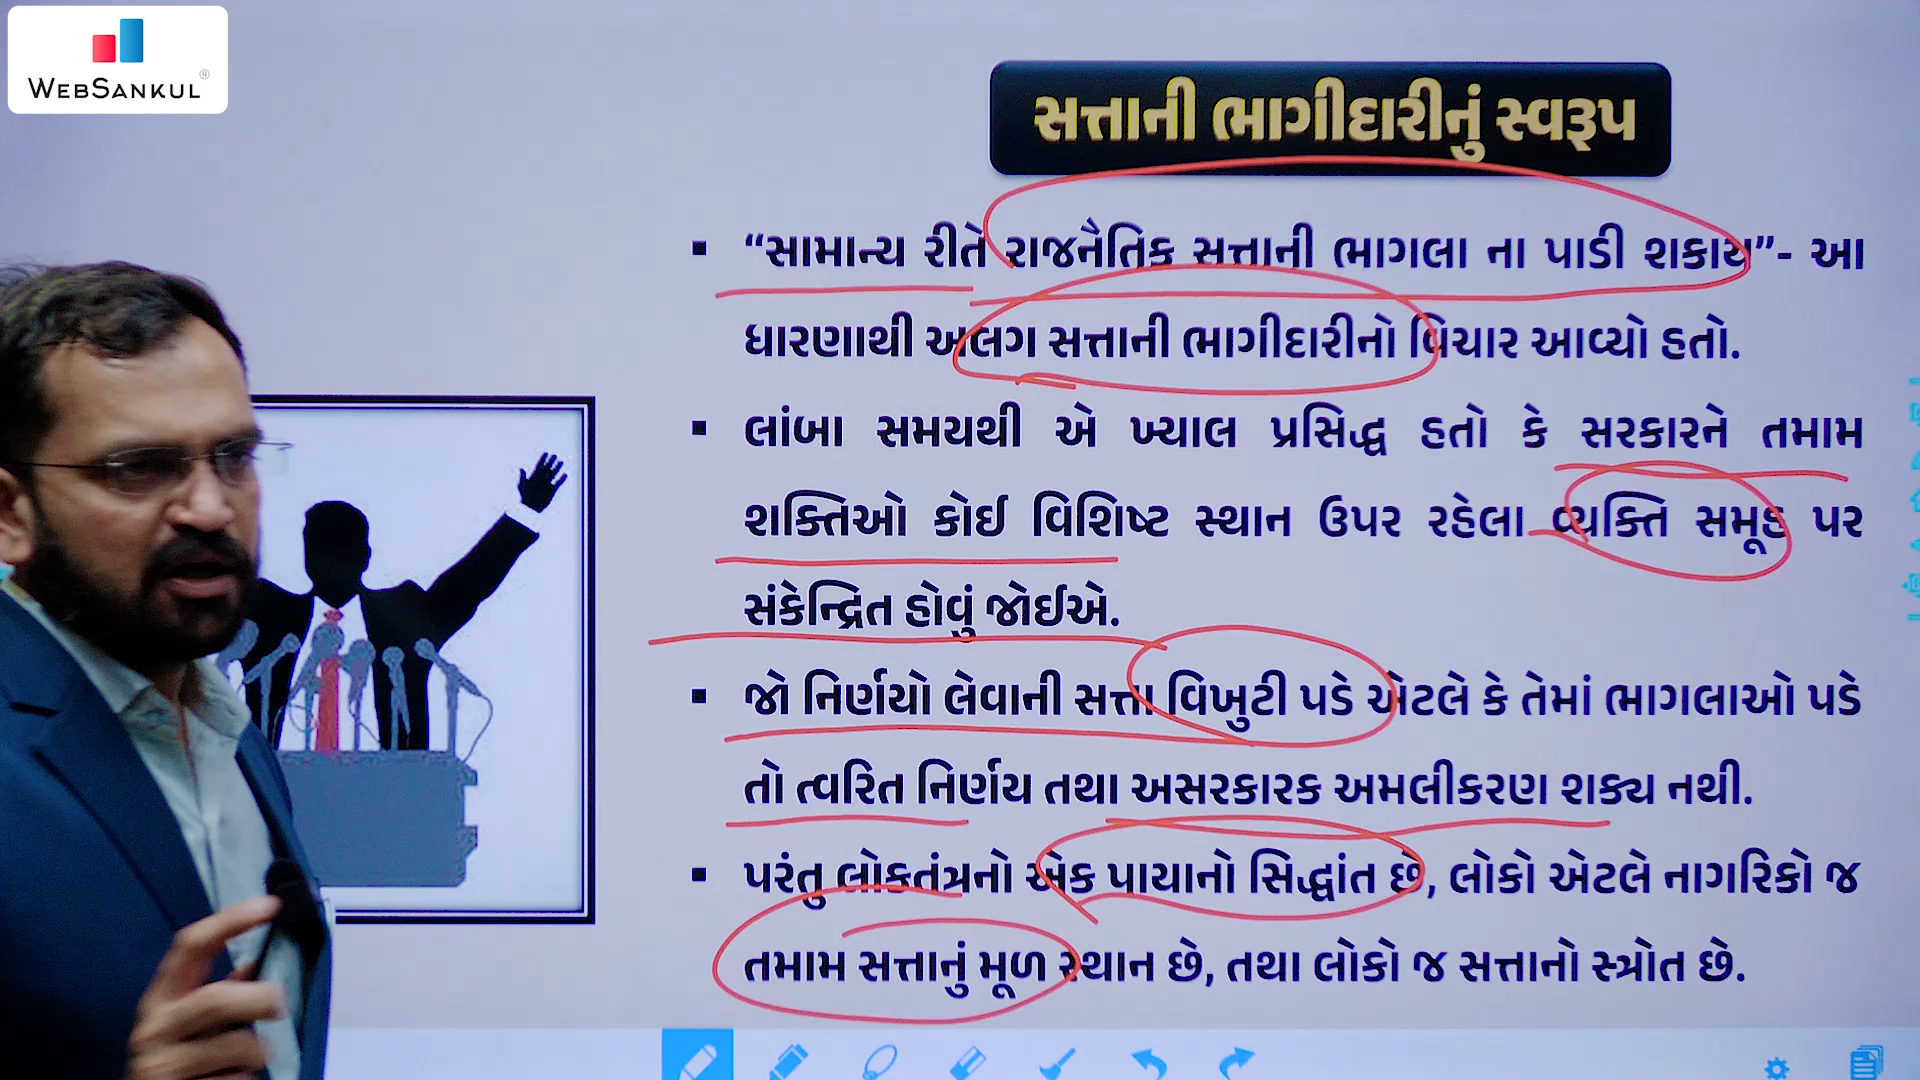 WEBSANKUL®
સત્તાની ભાગીદારીનું સ્વરૂપ
▪ “સામાન્ય રીતે રાજનૈતિક સત્તાની ભાગલા ના પાડી શકાય”- આ
ધારણાથી અલગ સત્તાની ભાગીદારીનો વિચાર આવ્યો હતો.
▪ લાંબા સમયથી એ ખ્યાલ પ્રસિદ્ધ હતો કે સરકારને તમામ
શક્તિઓ કોઈ વિશિષ્ટ સ્થાન ઉપર રહેલા વ્યક્તિ સમૂહ પર
સંકેન્દ્રિત હોવું જોઈએ.
▪ જો નિર્ણયો લેવાની સત્તા વિખુટી પડે એટલે કે તેમાં ભાગલાઓ પડે
તો ત્વરિત નિર્ણય તથા અસરકારક અમલીકરણ શક્ય નથી.
▪ પરંતુ લોકતંત્રનો એક પાયાનો સિદ્ધાંત છે, લોકો એટલે નાગરિકો જ
તમામ સત્તાનું મૂળ સ્થાન છે, તથા લોકો જ સત્તાનો સ્ત્રોત છે.